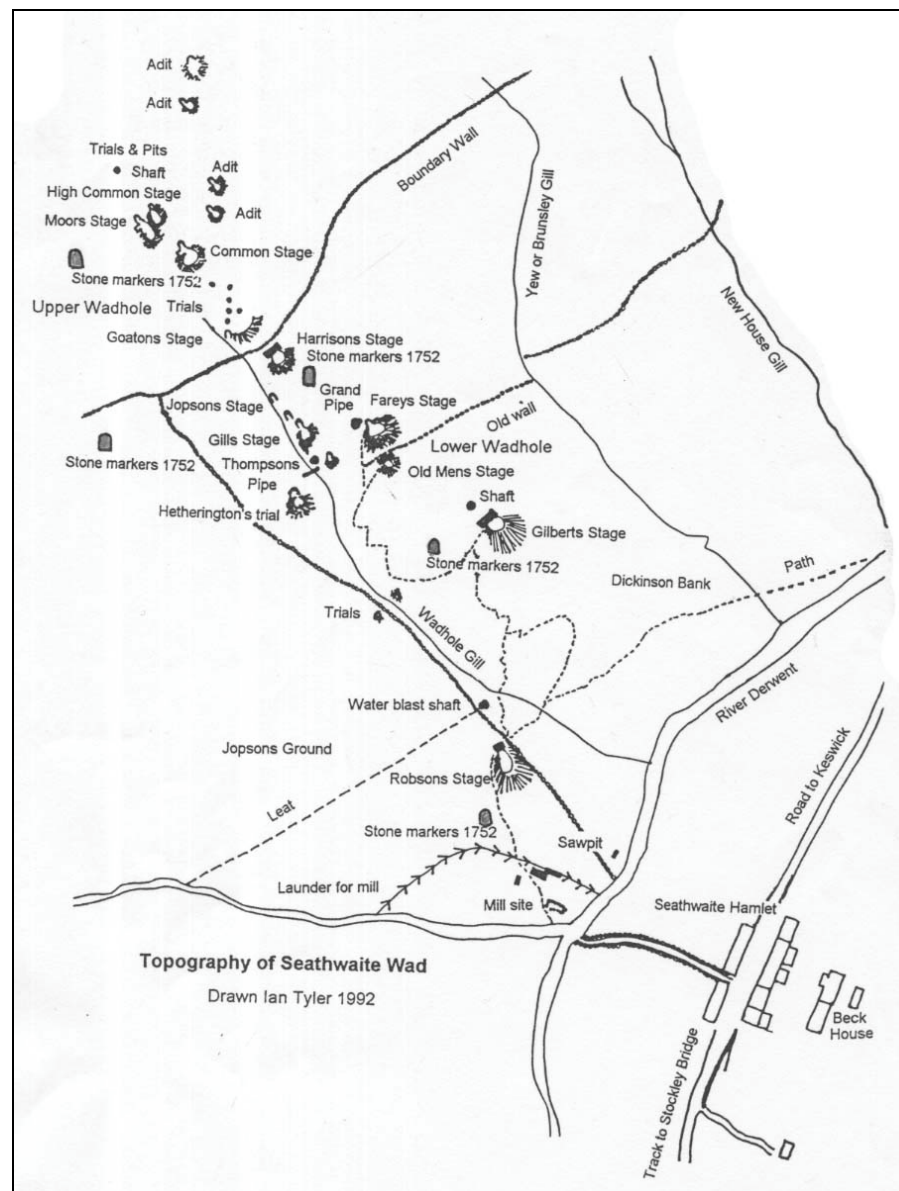 Adit
Adit
Trials & Pits
Shaft
Adit
High Common Stage
Moors Stage
Adit
Common Stage
Stone markers 1752
Upper Wadhole
Trials
Goatons Stage
Boundary Wall
Yew or Brunsley Gill
New House Gill
Harrisons Stage
Stone markers 1752
Grand
Pipe
Fareys Stage
Jopsons Stage
Old wall
Gills Stage
Lower Wadhole
Stone markers 1752
Thompsons
Pipe
Old Mens Stage
Hetherington's trial
Shaft
Gilberts Stage
Stone markers 1752
Path
Dickinson Bank
Trials
Wadhole Gill
Water blast shaft
River Derwent
Road to Keswick
Jopsons Ground
Robsons Stage
Leat
Stone markers 1752
Sawpit
Launder for mill
Mill site
Seathwaite Hamlet
Topography of Seathwaite Wad
Drawn Ian Tyler 1992
Beck
House
Track to Stockley Bridge